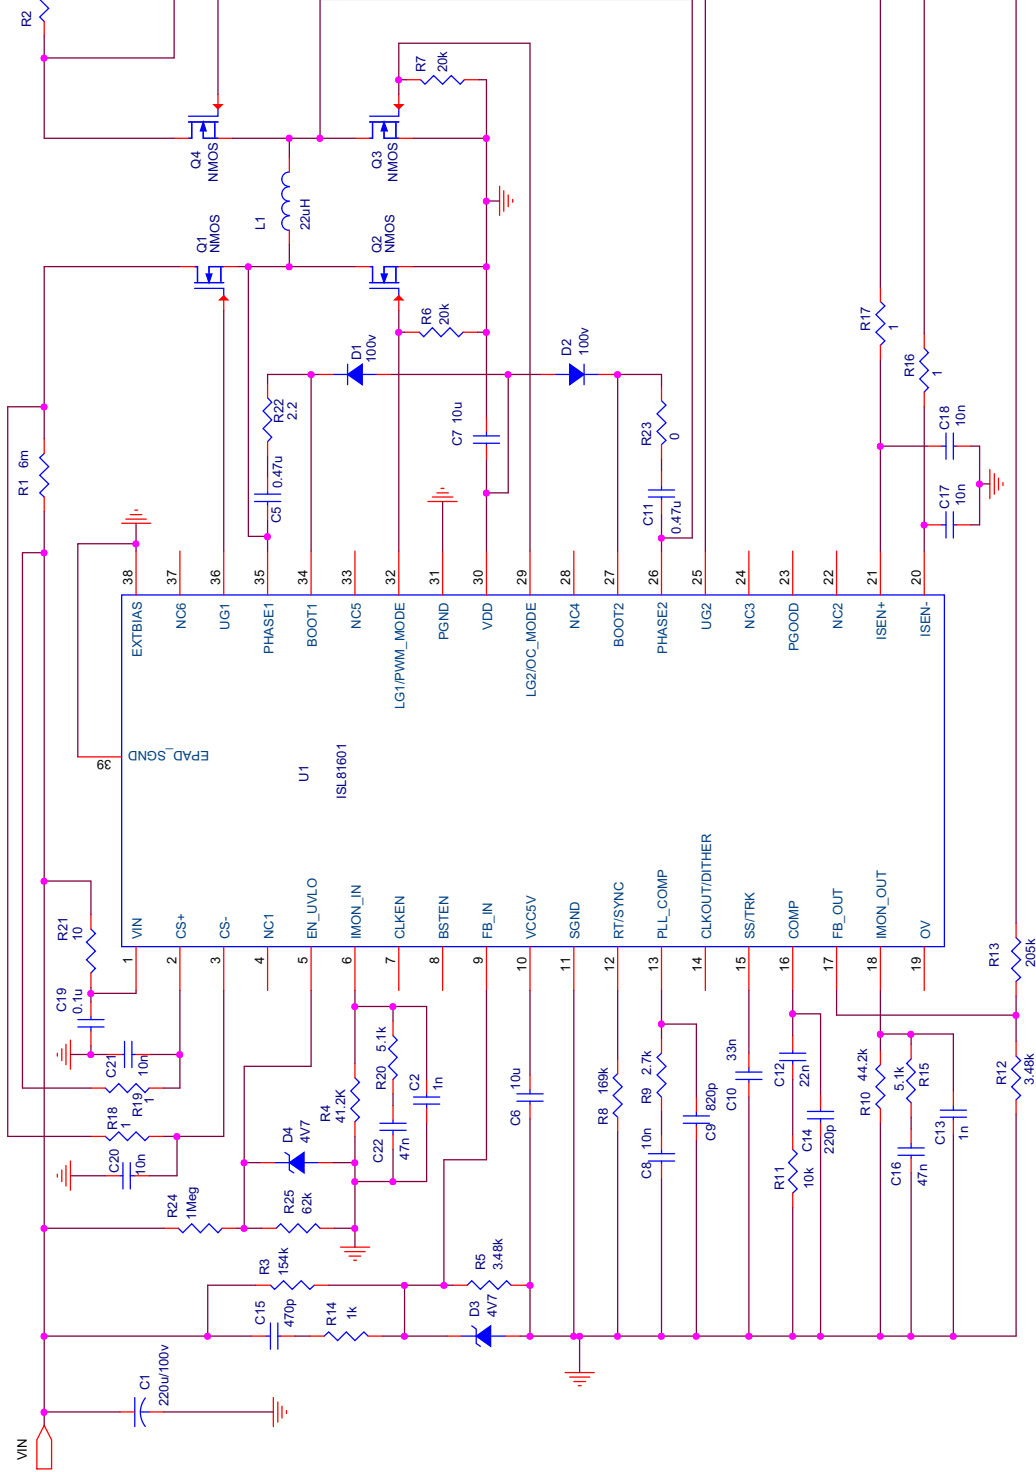 VIN
C1
220u/100v
R1 6m
R2
R24
1Meg
R25
62k
D4
4V7
R3
154k
C15
470p
R14
1k
D3
4V7
R5
3.48k
C20
10n
R18
1
R19
1
C21
10n
C19
0.1u
R21
10
R4
41.2K
R20 5.1k
C22
47n
C2
1n
C6 10u
R8 169k
C8 10n
R9 2.7k
C9 820p
C10 33n
C12
22n
R11
10k
C14
220p
R10 44.2k
C16
47n
5.1k
R15
C13
1n
R12
3.48k
R13
205k
1
VIN
2
CS+
3
CS-
4
NC1
5
EN_UVLO
6
IMON_IN
7
CLKEN
8
BSTEN
9
FB_IN
10
VCC5V
11
SGND
12
RT/SYNC
13
PLL_COMP
14
CLKOUT/DITHER
15
SS/TRK
16
COMP
17
FB_OUT
18
IMON_OUT
19
OV
39
EPAD_SGND
U1
ISL81601
EXTBIAS
38
NC6
37
UG1
36
PHASE1
35
BOOT1
34
NC5
33
LG1/PWM_MODE
32
PGND
31
VDD
30
LG2/OC_MODE
29
NC4
28
BOOT2
27
PHASE2
26
UG2
25
NC3
24
PGOOD
23
NC2
22
ISEN+
21
ISEN-
20
C5
0.47u
R22
2.2
D1
100v
C7 10u
R6
20k
D2
100v
C11
0.47u
R23
0
Q1
NMOS
Q2
NMOS
L1
22uH
Q4
NMOS
Q3
NMOS
R7
20k
C17
10n
C18
10n
R16
1
R17
1